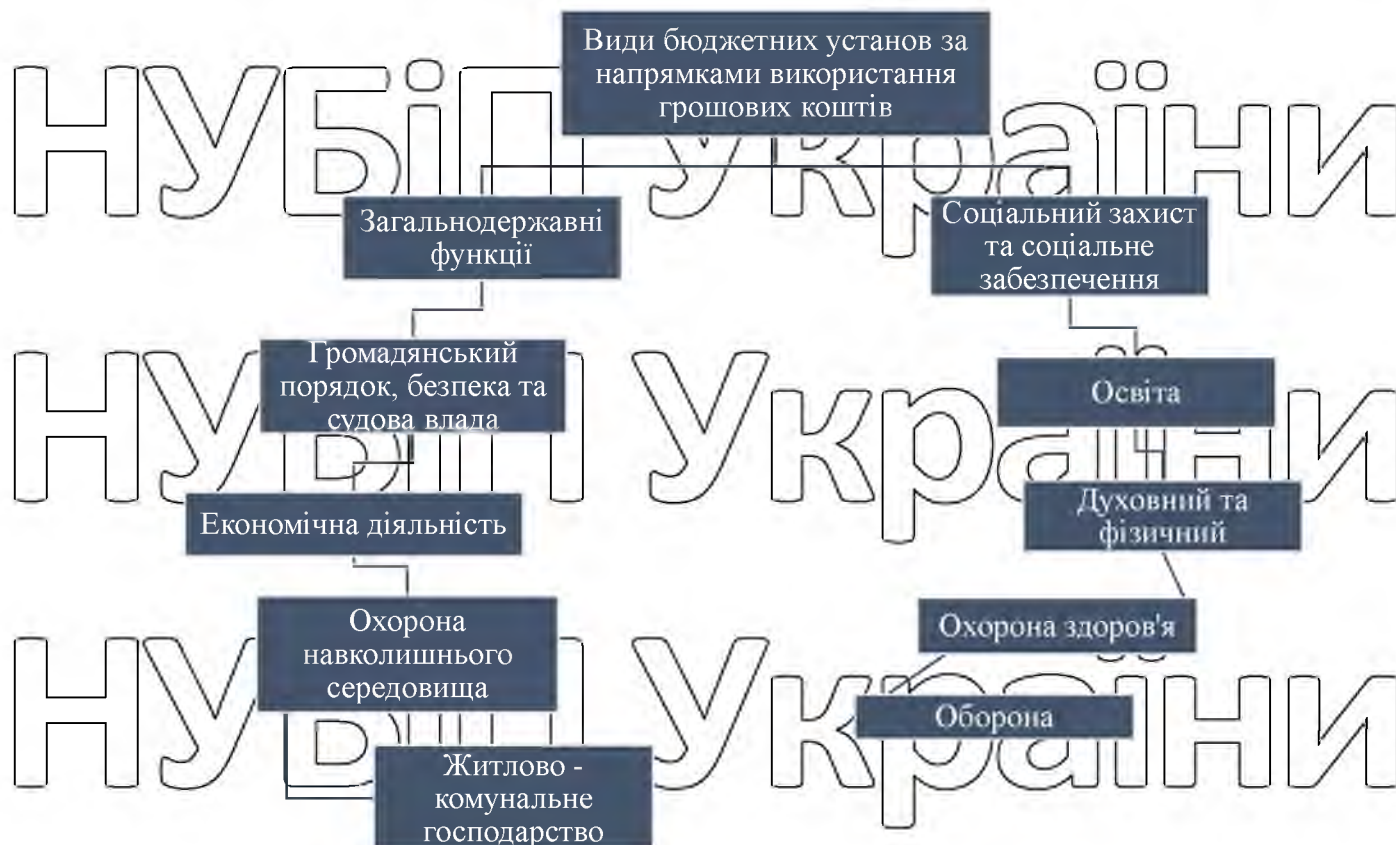 Види бюджетних установ за
напрямками використання
грошових коштів
НУБіП України
Загальнодержавні
функції
Соціальний захист
та соціальне
забезпечення
НУБіП України
Громадянський
порядок, безпека та
судова влада
Освіта
Економічна діяльність
Духовний та
фізичний
НУБіП України
Охорона
навколишнього
середовища
Охорона здоров'я
Оборона
Житлово -
комунальне
господарство